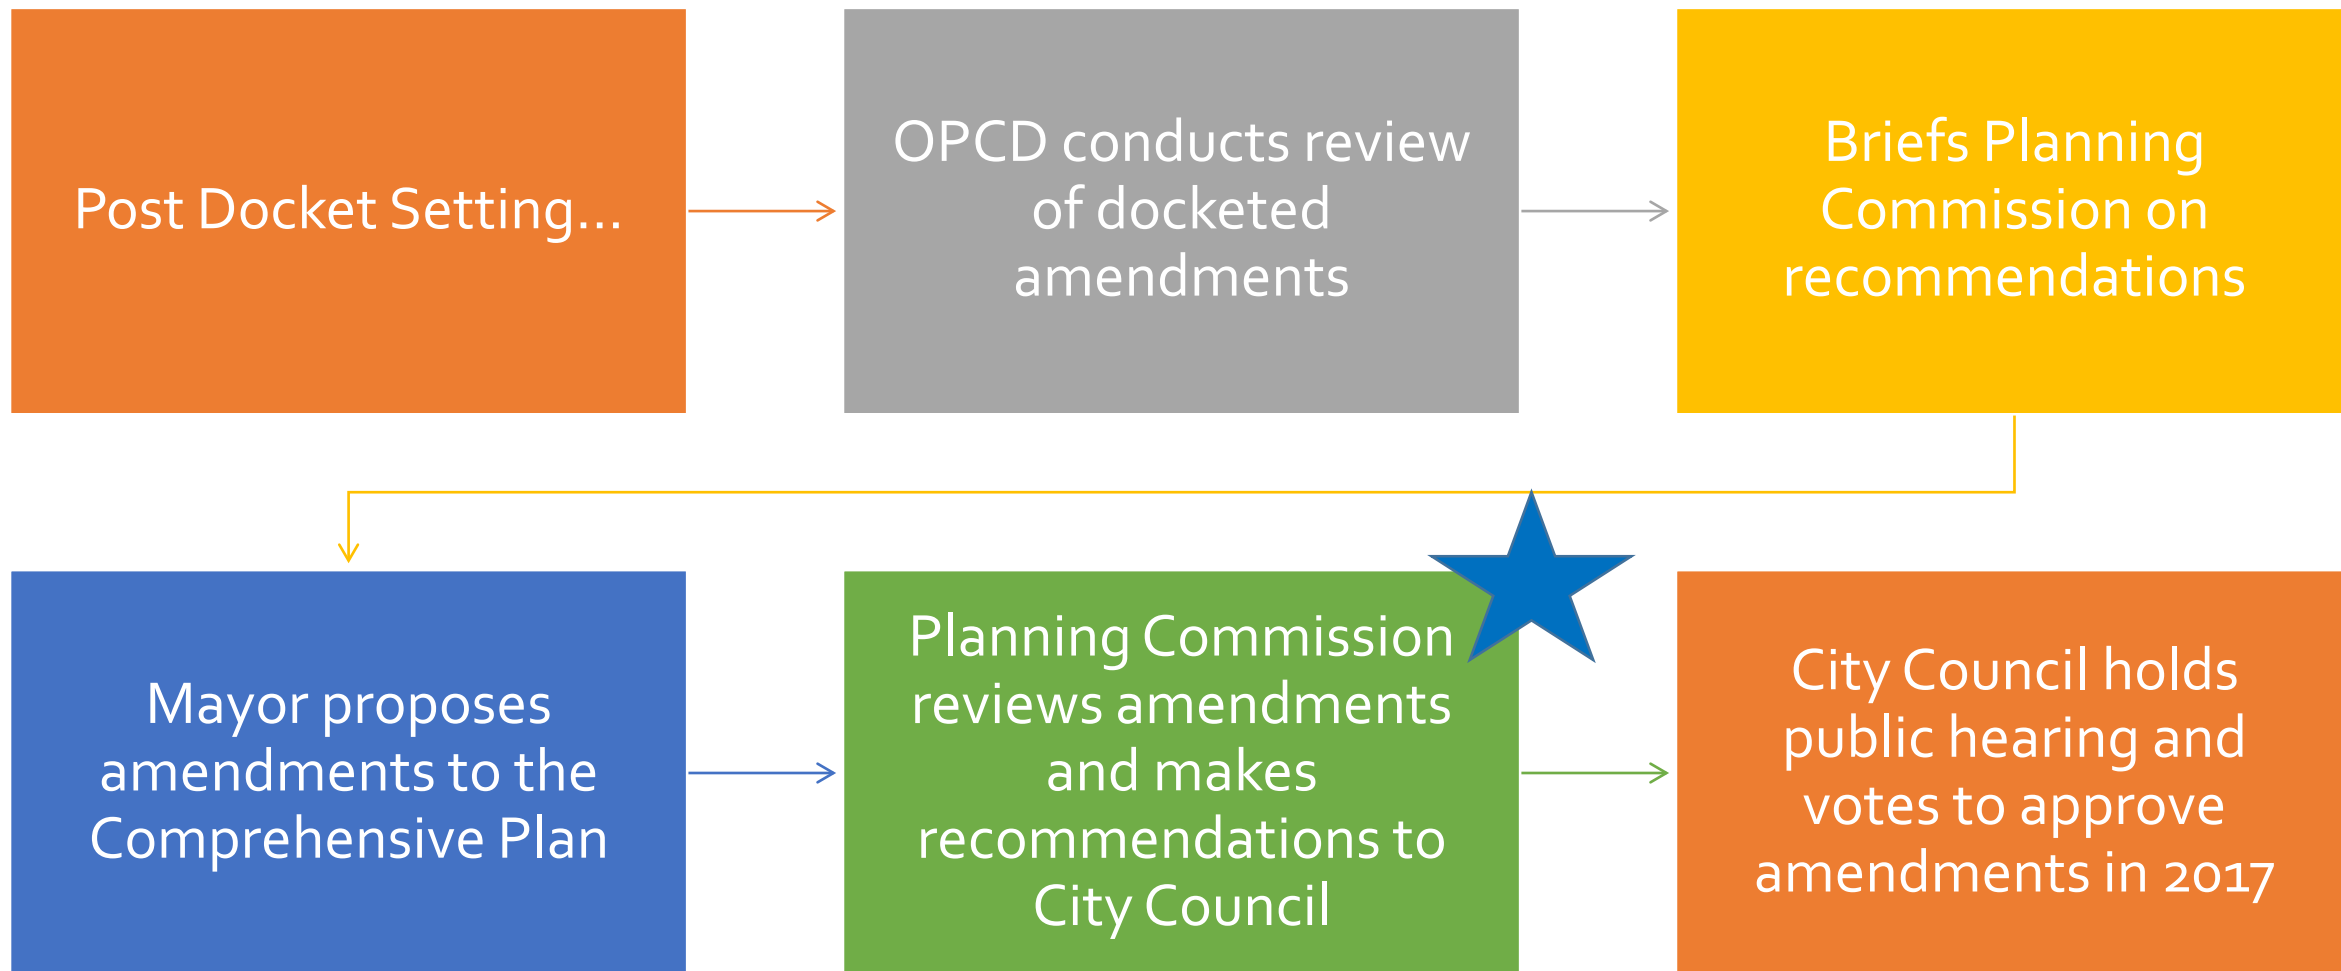 Post Docket Setting...
OPCD conducts review
of docketed
amendments
Briefs Planning
Commission on
recommendations
Mayor proposes
amendments to the
Comprehensive Plan
Planning Commission
reviews amendments
and makes
recommendations to
City Council
City Council holds
public hearing and
votes to approve
amendments in 2017